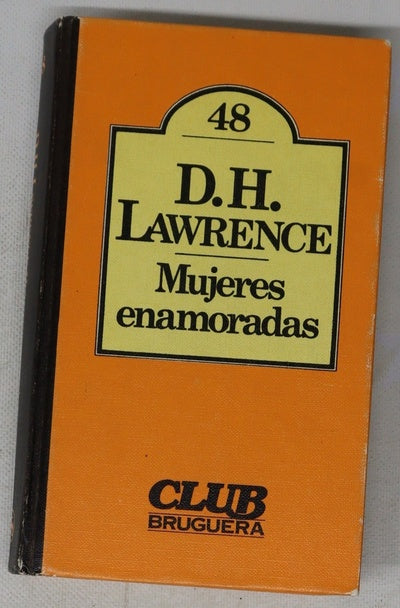 48
D.H.
LAWRENCE
Mujeres
enamoradas
CLUB
BRUGUERA